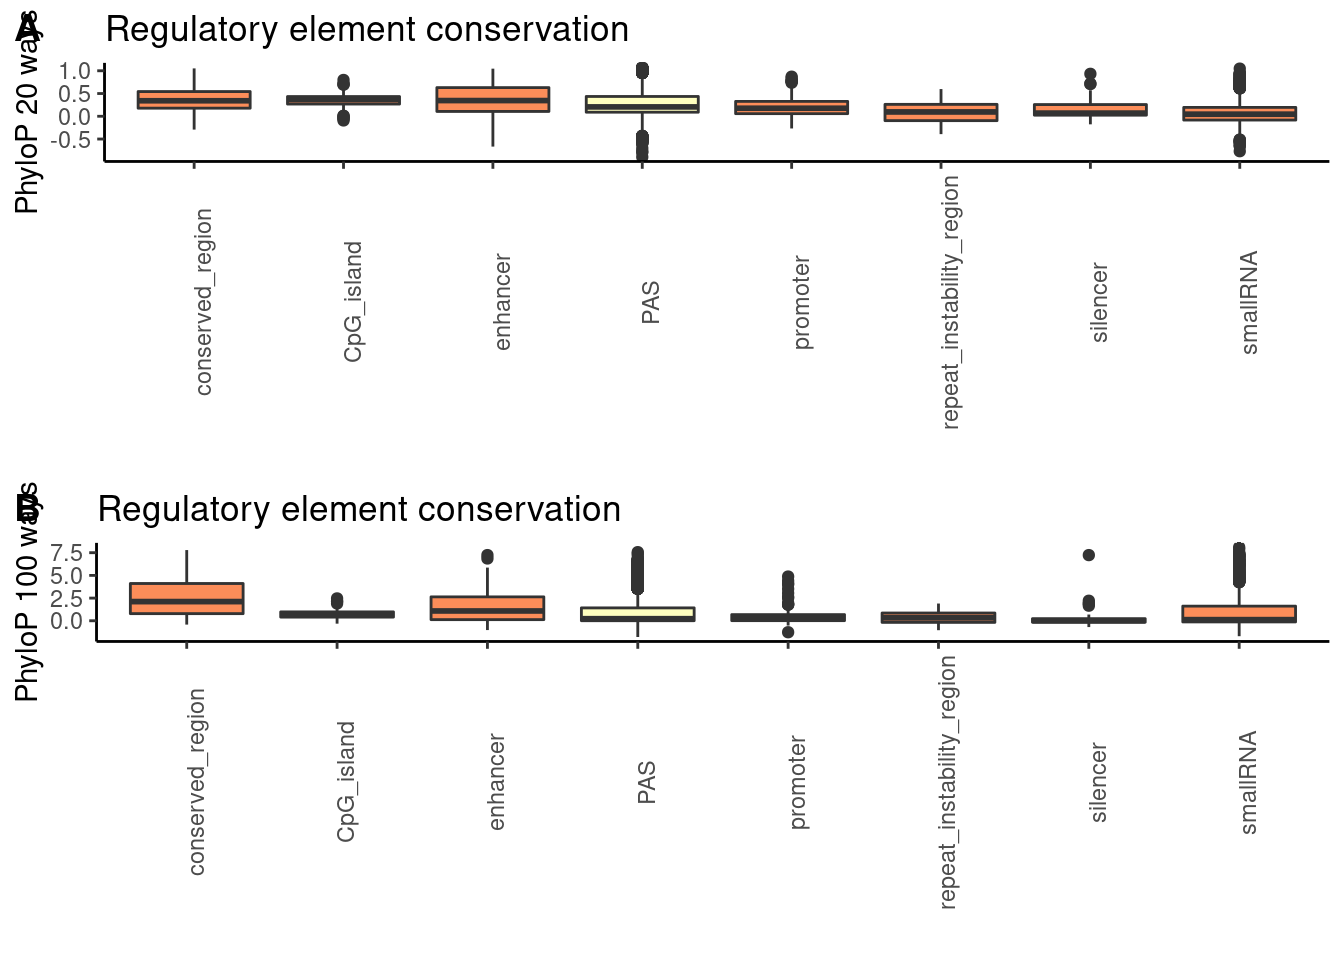 A
Regulatory element conservation
PhyloP 20 ways
1.0
0.5
0.0
-0.5
conserved_region
CpG_island
enhancer
PAS
promoter
repeat_instability_region
silencer
smallRNA
B
Regulatory element conservation
PhyloP 100 ways
7.5
5.0
2.5
0.0
conserved_region
CpG_island
enhancer
PAS
promoter
repeat_instability_region
silencer
smallRNA